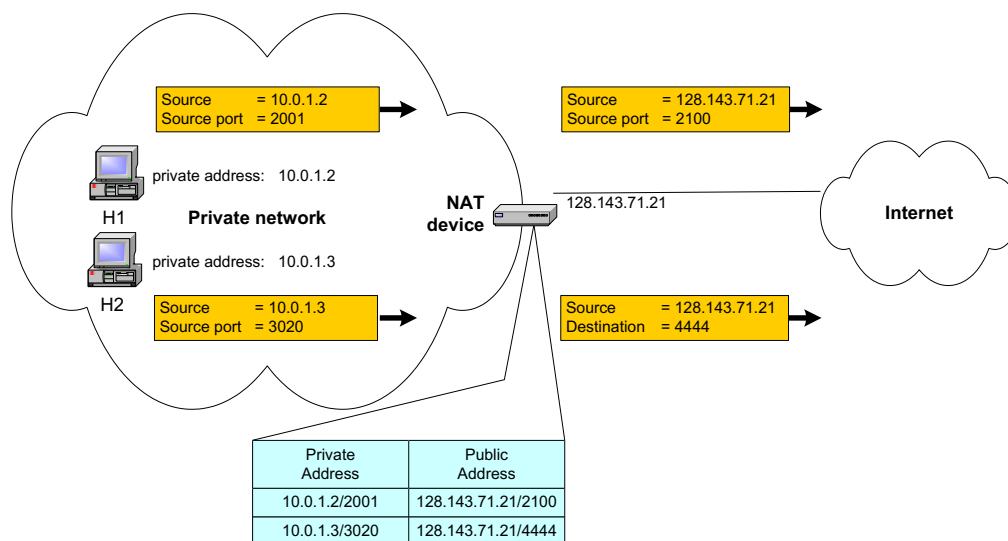 Source = 10.0.1.2
Source port = 2001
Source = 128.143.71.21
Source port = 2100
private address: 10.0.1.2
H1
Private network
NAT
device
128.143.71.21
Internet
private address: 10.0.1.3
H2
Source = 10.0.1.3
Source port = 3020
Source = 128.143.71.21
Destination = 4444
Private
Address
Public
Address
10.0.1.2/2001
128.143.71.21/2100
10.0.1.3/3020
128.143.71.21/4444